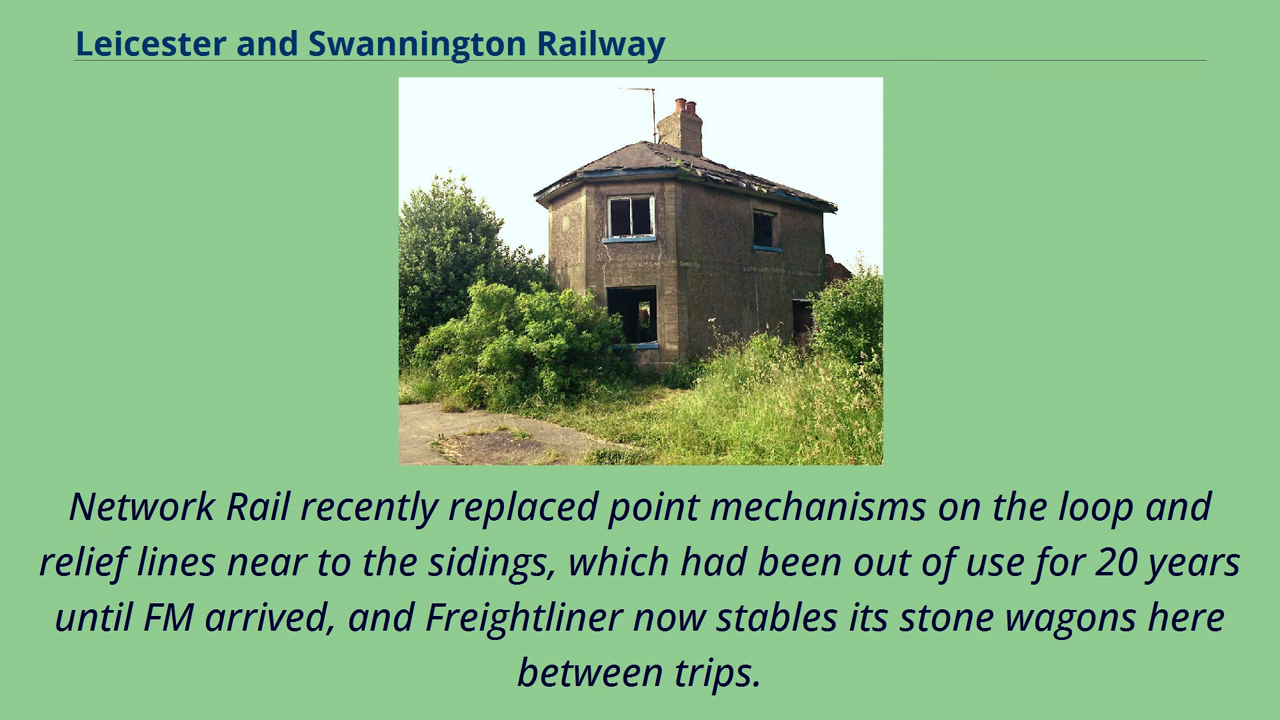 Leicester and Swannington Railway
Network Rail recently replaced point mechanisms on the loop and
relief lines near to the sidings, which had been out of use for 20 years
until FM arrived, and Freightliner now stables its stone wagons here
between trips.